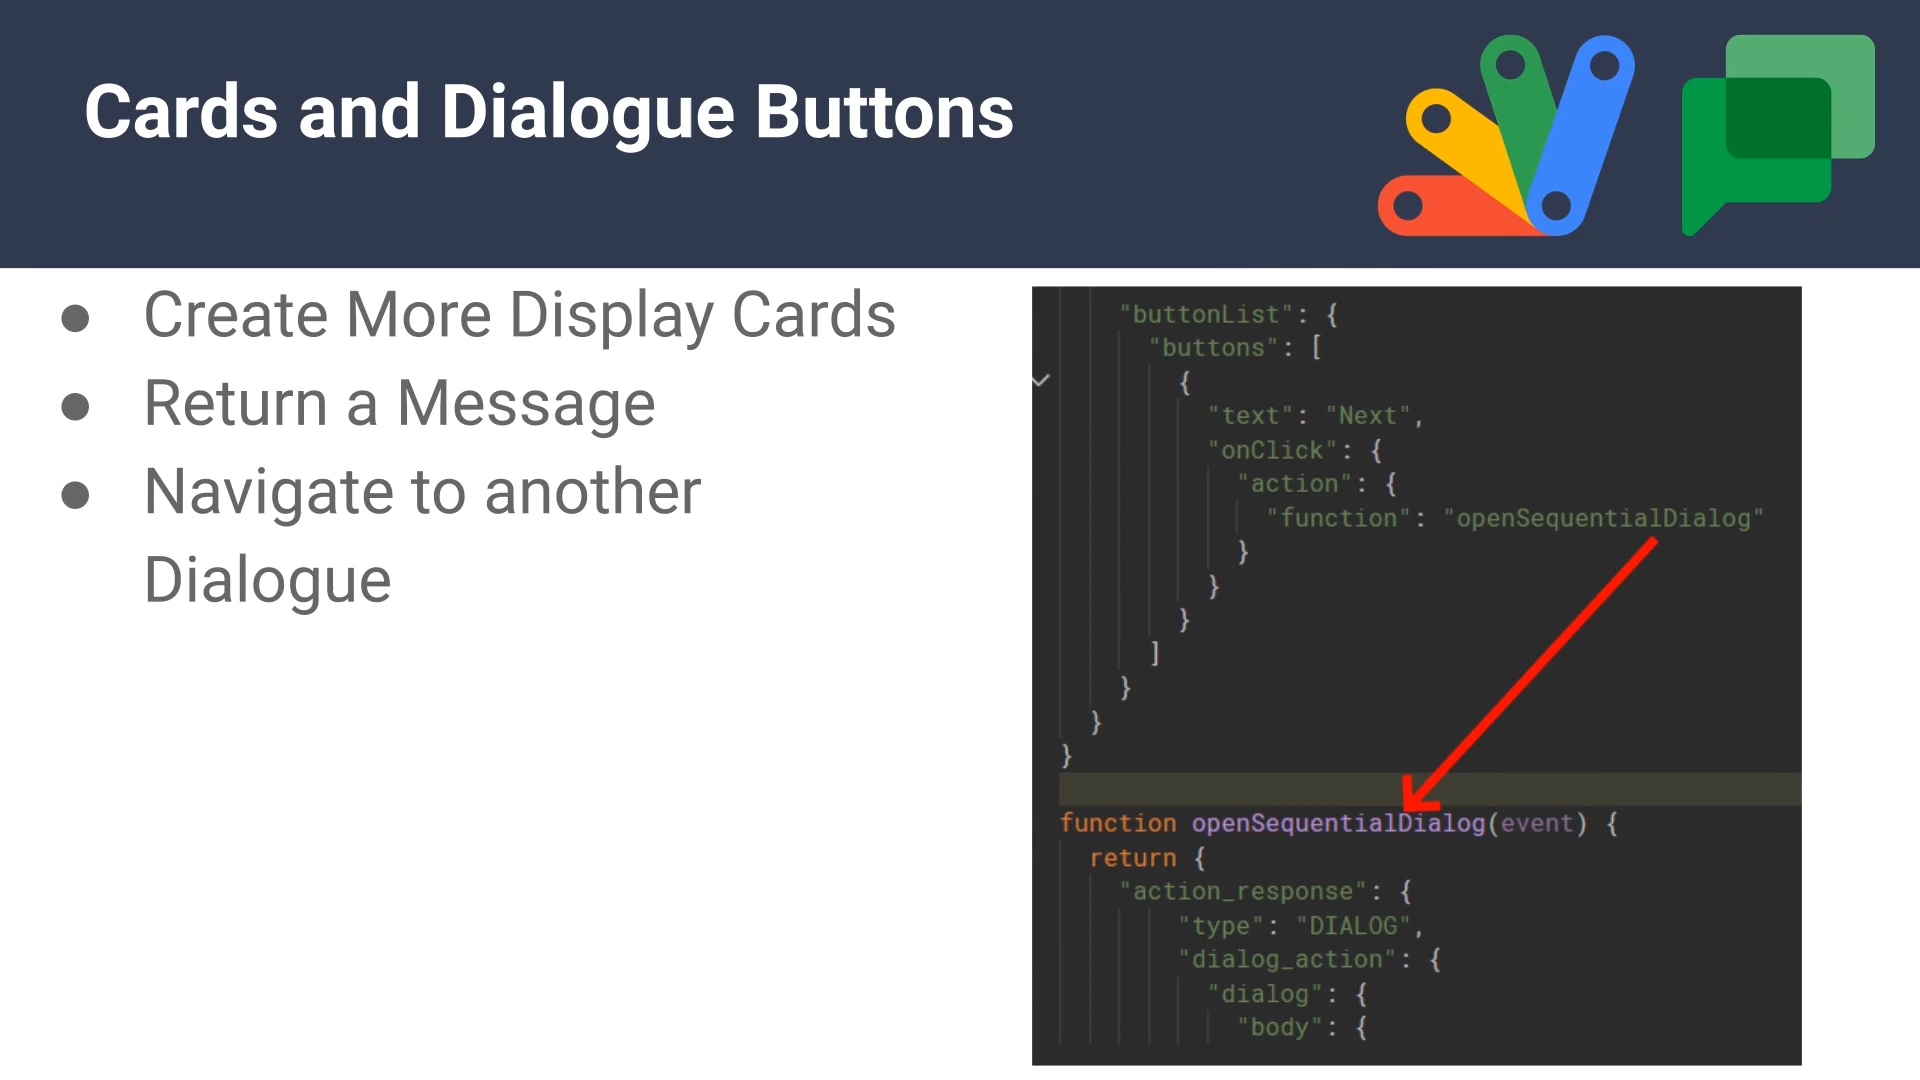 Cards and Dialogue Buttons
● Create More Display Cards
● Return a Message
● Navigate to another
Dialogue
"buttonList": {
"buttons": [
{
"text": "Next",
"onClick": {
"action": {
"function": "openSequentialDialog"
}
}
}
]
}
}
}
function openSequentialDialog(event) {
return {
"action_response": {
"type": "DIALOG",
"dialog_action": {
"dialog": {
"body": {